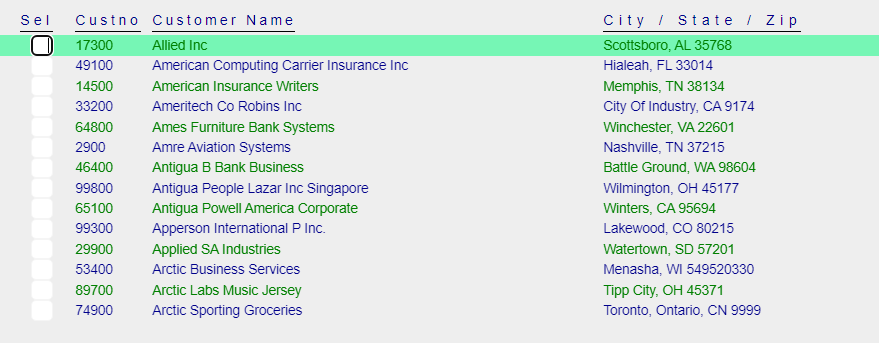 Sel Custno Customer Name City / State / Zip
17300 Allied Inc Scottsboro, AL 35768
49100 American Computing Carrier Insurance Inc Hialeah, FL 33014
14500 American Insurance Writers Memphis, TN 38134
33200 Ameritech Co Robins Inc City Of Industry, CA 9174
64800 Ames Furniture Bank Systems Winchester, VA 22601
2900 Amre Aviation Systems Nashville, TN 37215
46400 Antigua B Bank Business Battle Ground, WA 98604
99800 Antigua People Lazar Inc Singapore Wilmington, OH 45177
65100 Antigua Powell America Corporate Winters, CA 95694
99300 Apperson International P Inc. Lakewood, CO 80215
29900 Applied SA Industries Watertown, SD 57201
53400 Arctic Business Services Menasha, WI 549520330
89700 Arctic Labs Music Jersey Tipp City, OH 45371
74900 Arctic Sporting Groceries Toronto, Ontario, CN 9999